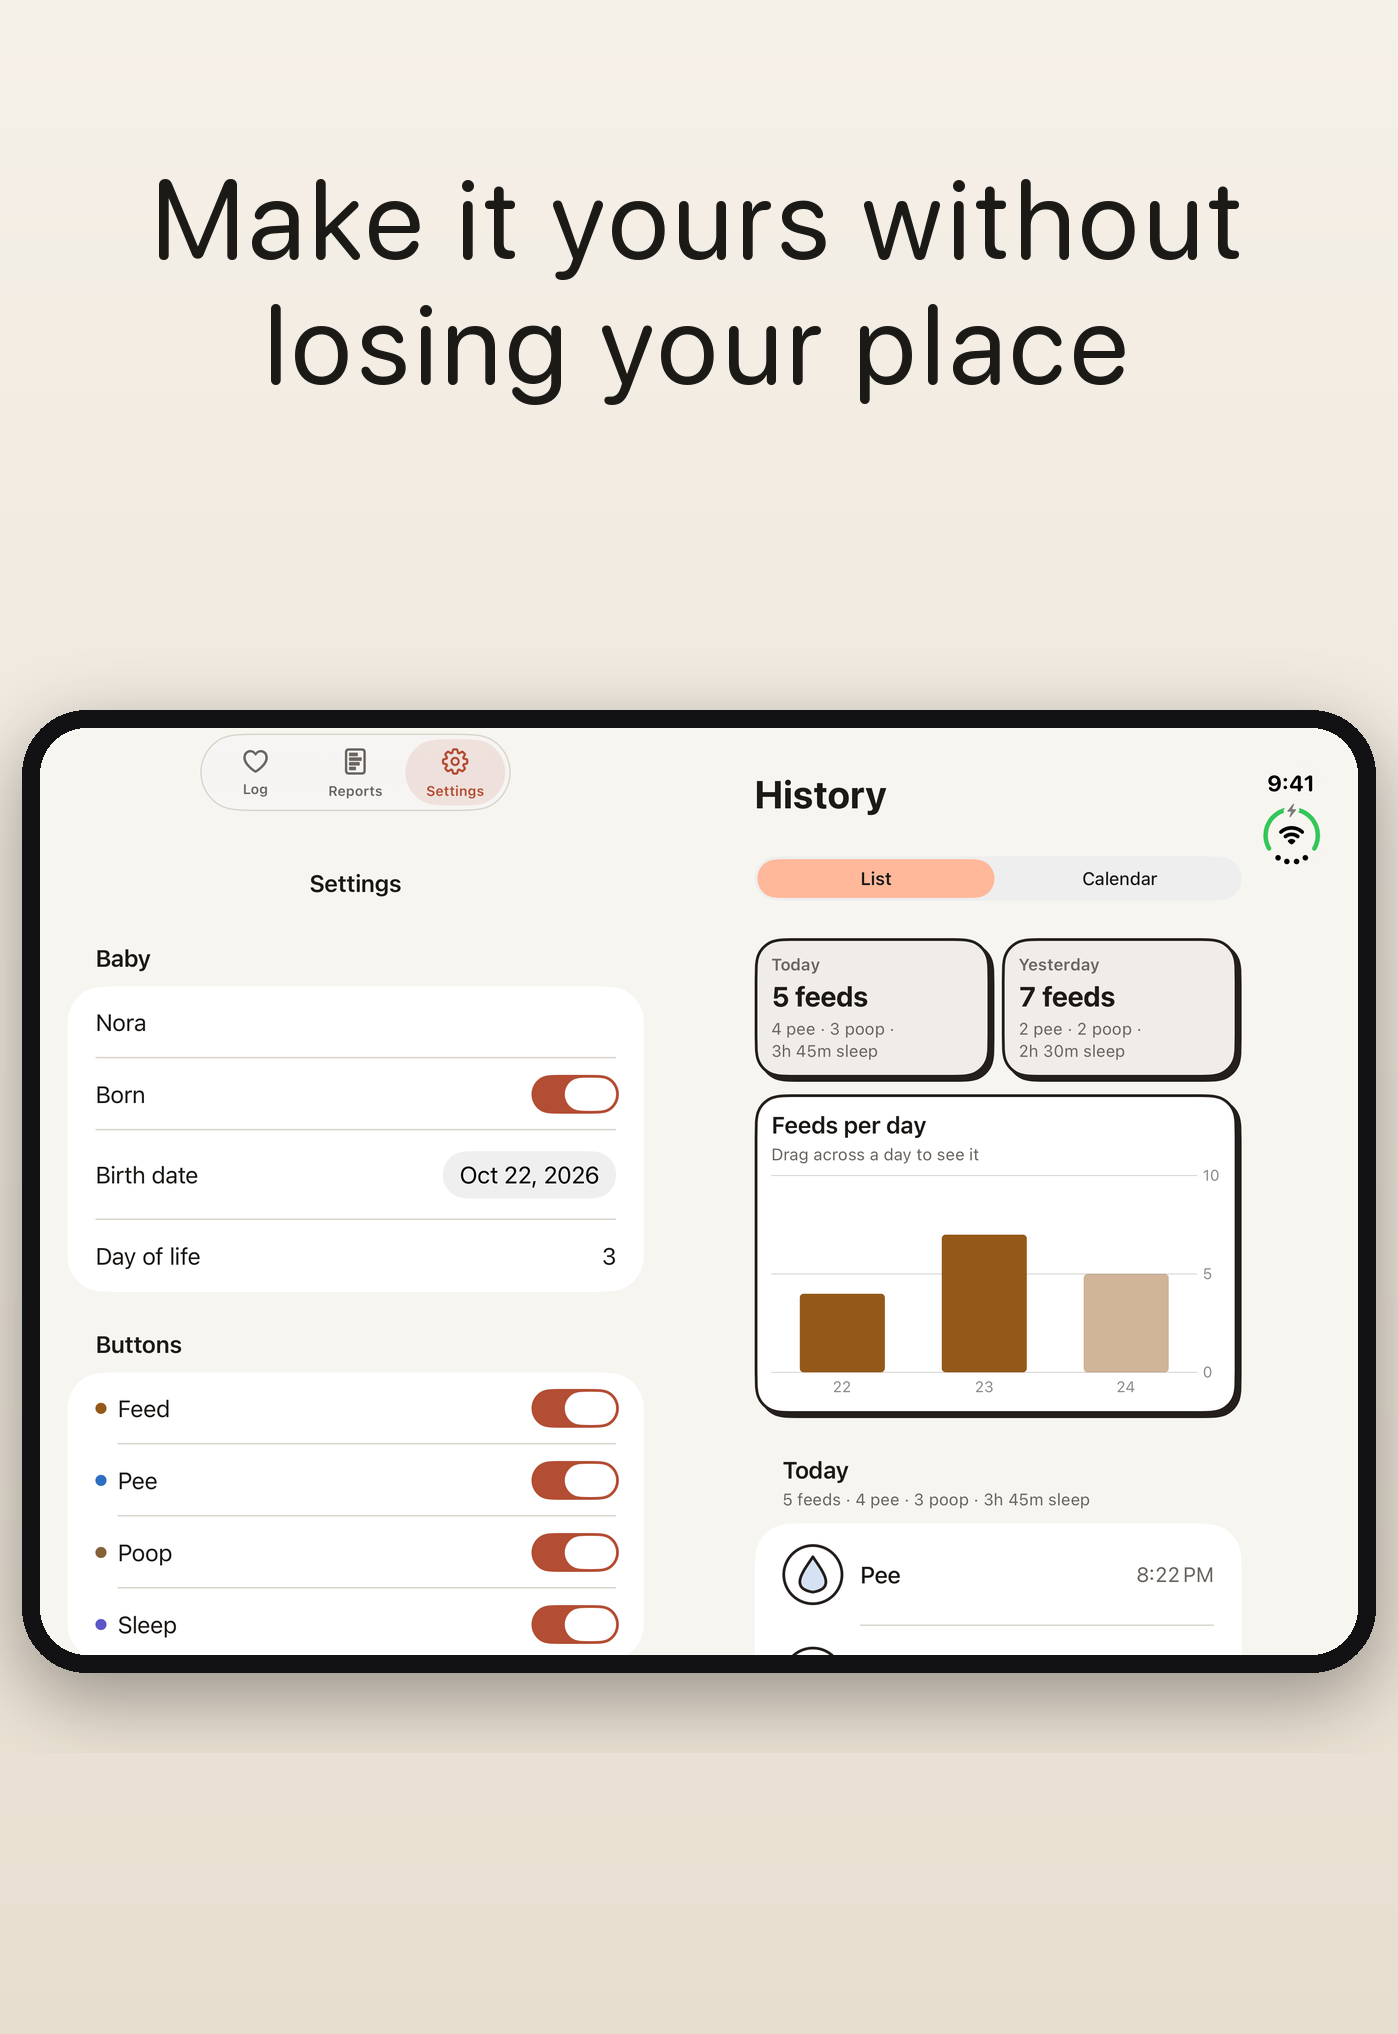 Make it yours without
losing your place
Log
Reports
Settings
Settings
Baby
Nora
Born
Birth date
Oct 22, 2026
Day of life
3
Buttons
Feed
Pee
Poop
Sleep
History
9:41
List
Calendar
Today
5 feeds
4 pee · 3 poop ·
3h 45m sleep
Yesterday
7 feeds
2 pee · 2 poop ·
2h 30m sleep
Feeds per day
Drag across a day to see it
10
5
0
22
23
24
Today
5 feeds · 4 pee · 3 poop · 3h 45m sleep
Pee
8:22 PM